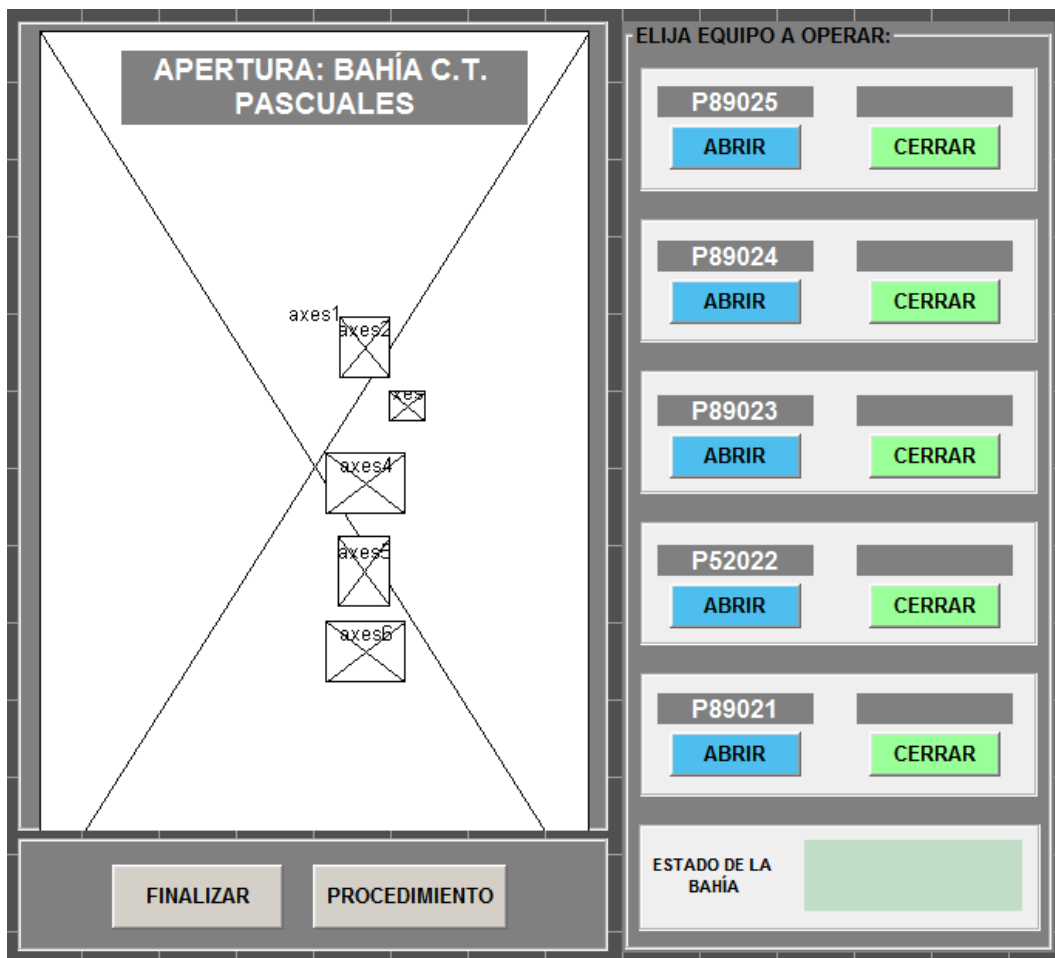 APERTURA: BAHÍA C.T.
PASCUALES
axes1
axes2
axes4
axes5
axes6
FINALIZAR
PROCEDIMIENTO
ELIJA EQUIPO A OPERAR:
P89025
ABRIR
CERRAR
P89024
ABRIR
CERRAR
P89023
ABRIR
CERRAR
P52022
ABRIR
CERRAR
P89021
ABRIR
CERRAR
ESTADO DE LA
BAHÍA